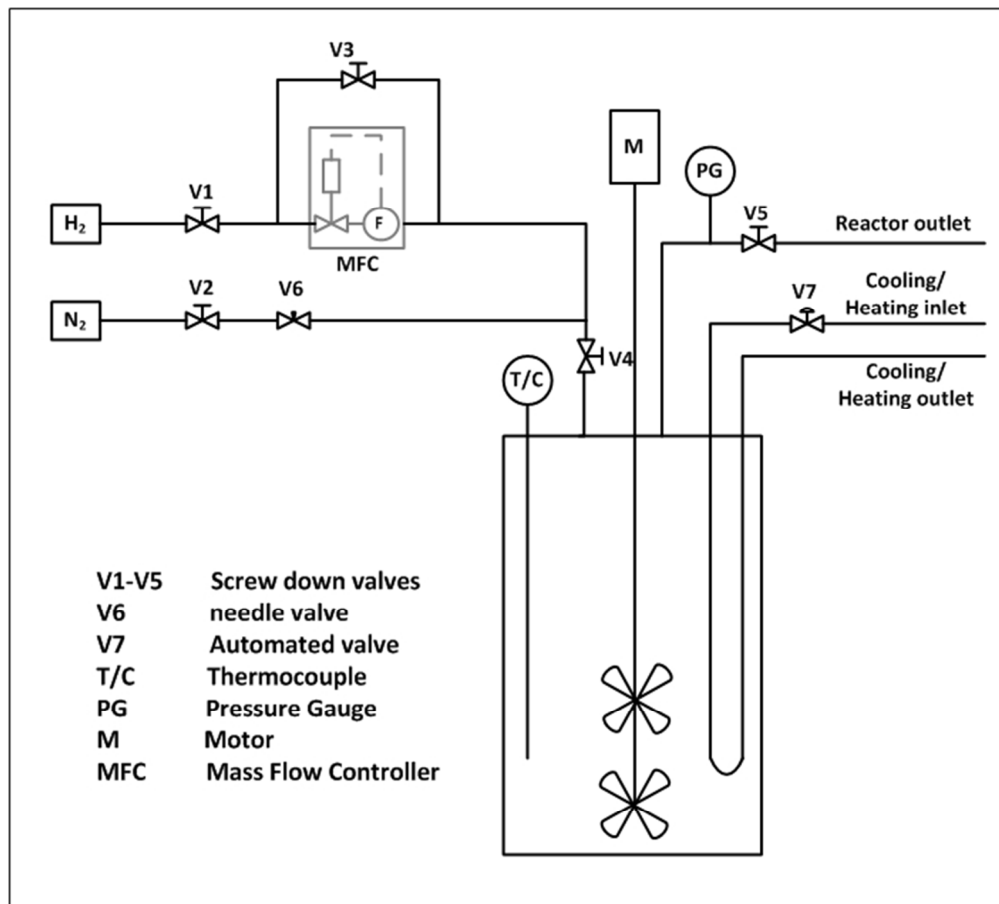 V3
M
PG
V1
V5
H₂
F
Reactor outlet
MFC
Cooling/
V2
V6
V7
Heating inlet
N₂
V4
T/C
Cooling/
Heating outlet
V1-V5 Screw down valves
V6 needle valve
V7 Automated valve
T/C Thermocouple
PG Pressure Gauge
M Motor
MFC Mass Flow Controller